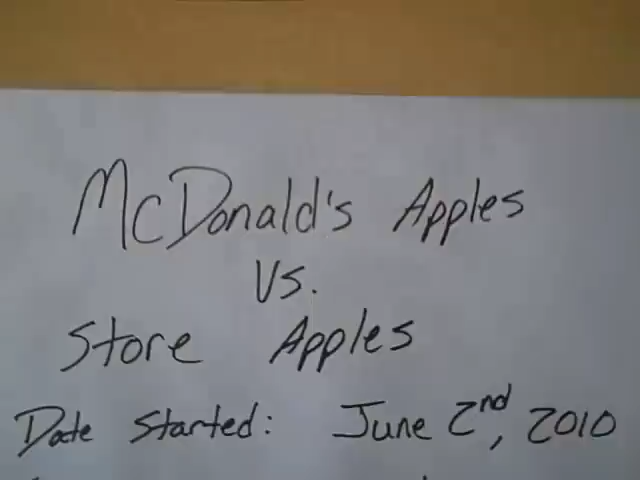 McDonald's Apples
Vs.
Store Apples
Date Started: June 2nd, 2010